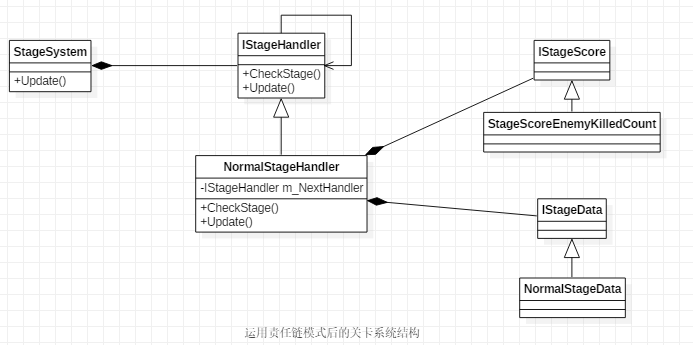 StageSystem
+Update()
IStageHandler
+CheckStage()
+Update()
IStageScore
StageScoreEnemyKilledCount
NormalStageHandler
-IStageHandler m_NextHandler
+CheckStage()
+Update()
IStageData
NormalStageData
运用责任链模式后的关卡系统结构